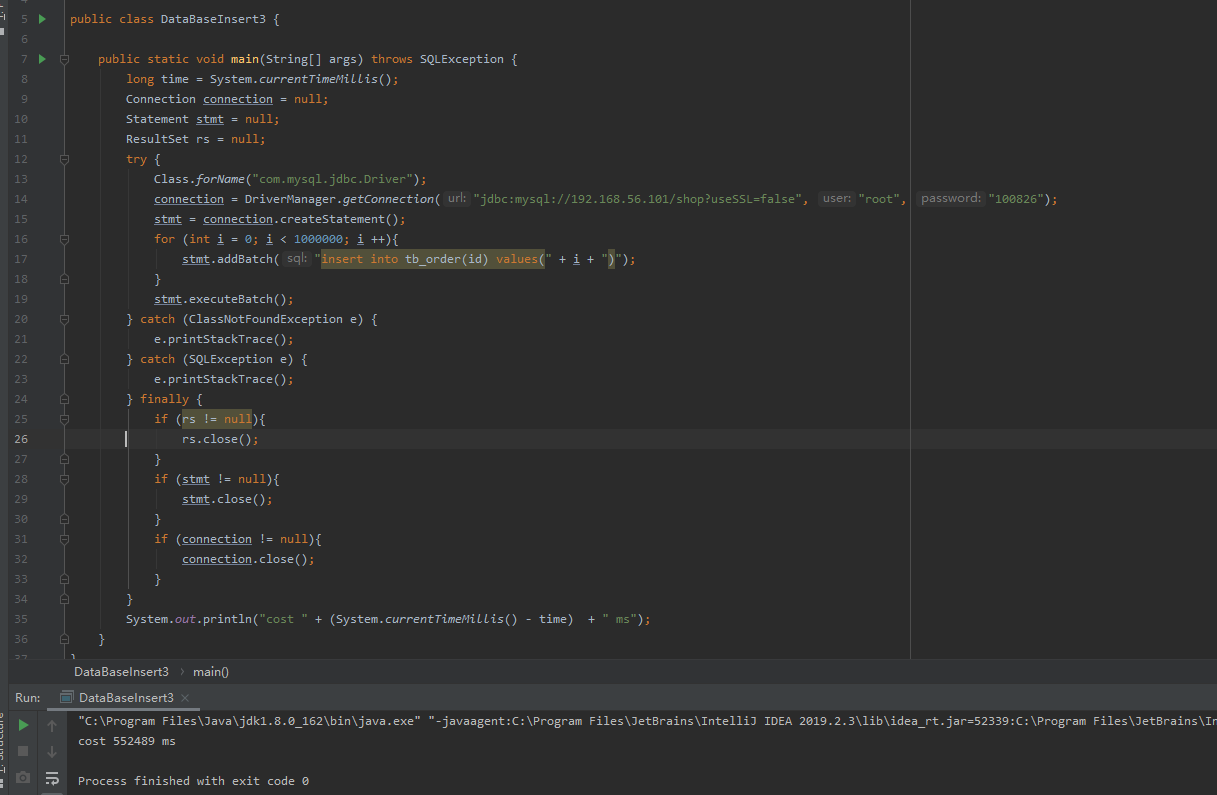 5 public class DataBaseInsert3 {
6
7 public static void main(String[] args) throws SQLException {
8 long time = System.currentTimeMillis();
9 Connection connection = null;
10 Statement stmt = null;
11 ResultSet rs = null;
12 try {
13 Class.forName("com.mysql.jdbc.Driver");
14 connection = DriverManager.getConnection( url: "jdbc:mysql://192.168.56.101/shop?useSSL=false", user: "root", password: "100826");
15 stmt = connection.createStatement();
16 for (int i = 0; i < 1000000; i ++){
17 stmt.addBatch( sql: "insert into tb_order(id) values(" + i + ")");
18 }
19 stmt.executeBatch();
20 } catch (ClassNotFoundException e) {
21 e.printStackTrace();
22 } catch (SQLException e) {
23 e.printStackTrace();
24 } finally {
25 if (rs != null){
26 rs.close();
27 }
28 if (stmt != null){
29 stmt.close();
30 }
31 if (connection != null){
32 connection.close();
33 }
34 }
35 System.out.println("cost " + (System.currentTimeMillis() - time)  + " ms");
36 }
37 }
DataBaseInsert3 › main()
Run: DataBaseInsert3 ×
"C:\Program Files\Java\jdk1.8.0_162\bin\java.exe" "-javaagent:C:\Program Files\JetBrains\IntelliJ IDEA 2019.2.3\lib\idea_rt.jar=52339:C:\Program Files\JetBrains\In
cost 552489 ms
Process finished with exit code 0